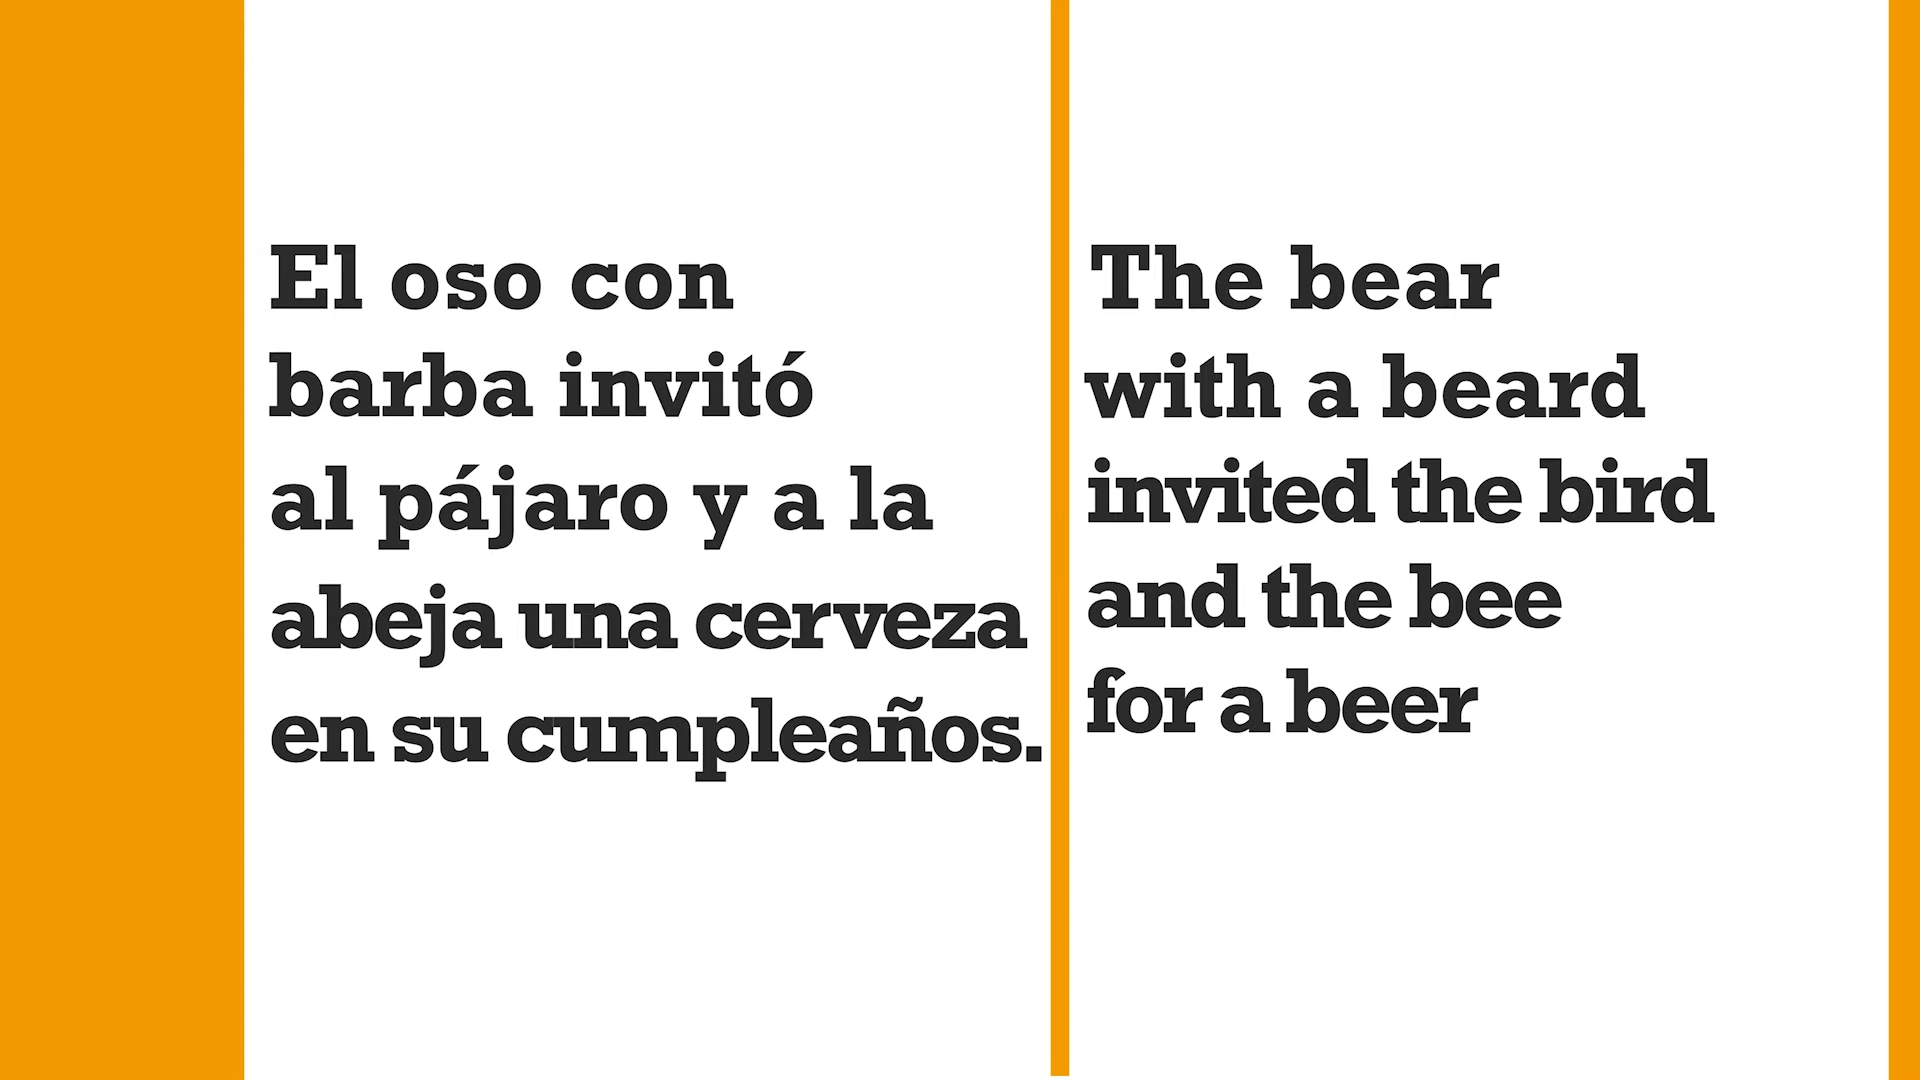 El oso con
barba invitó
al pájaro y a la
abeja una cerveza
en su cumpleaños.
The bear
with a beard
invited the bird
and the bee
for a beer